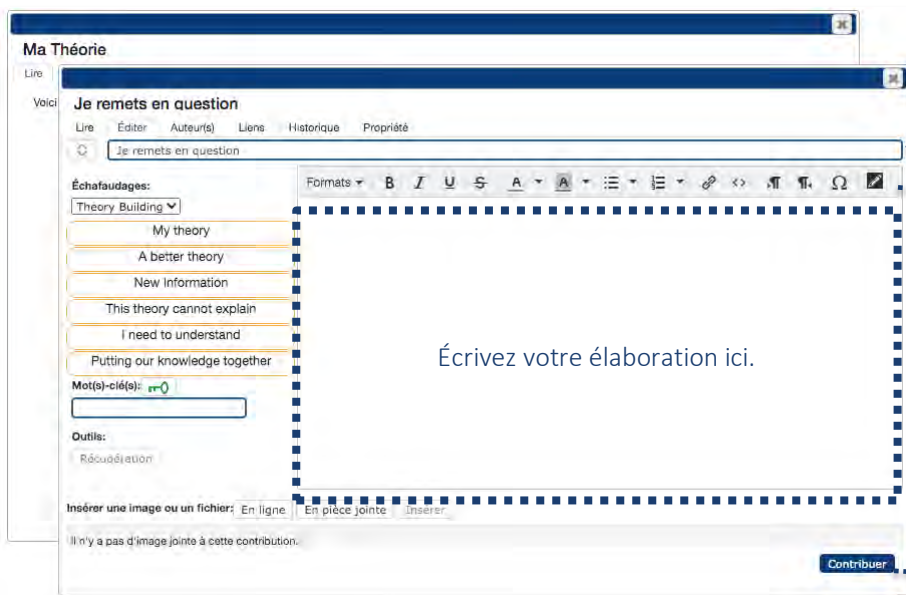 Ma Théorie
Lire
Voici
Je remets en question
Lire Éditer Auteur(s) Liens Historique Propriété
Je remets en question
Échafaudages:
Theory Building
My theory
A better theory
New Information
This theory cannot explain
I need to understand
Putting our knowledge together
Mot(s)-clé(s):
Outils:
Récupération
Formats B I U S A A
Écrivez votre élaboration ici.
Insérer une image ou un fichier: En ligne En pièce jointe Insérer
Il n'y a pas d'image jointe à cette contribution.
Contribuer